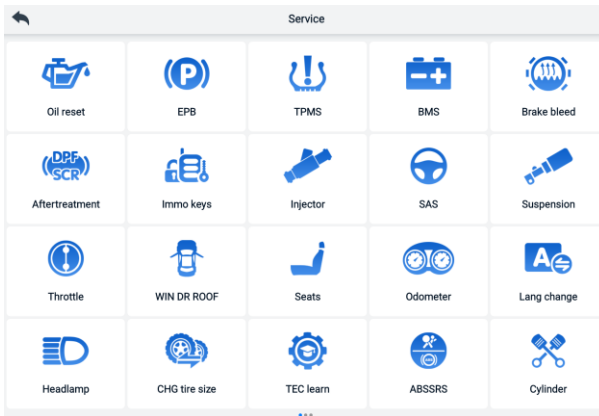 Service
Oil reset
EPB
TPMS
BMS
Brake bleed
DPF
SCR
Aftertreatment
Immo keys
Injector
SAS
Suspension
Throttle
WIN DR ROOF
Seats
Odometer
A
Lang change
Headlamp
CHG tire size
TEC learn
ABS
ABSSRS
Cylinder